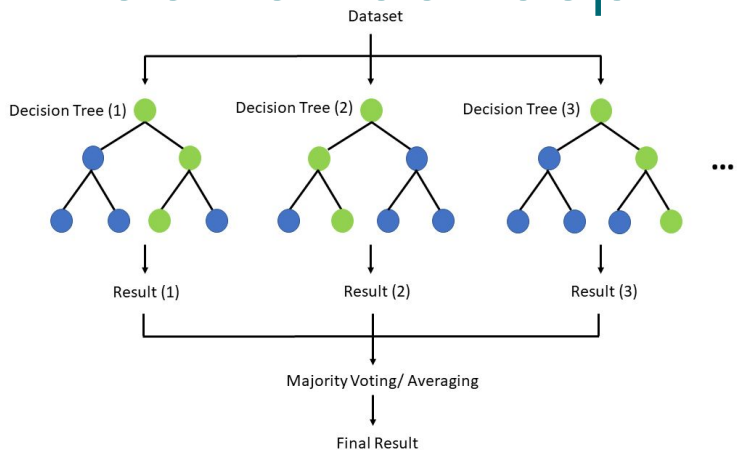 Dataset
Decision Tree (1)
Decision Tree (2)
Decision Tree (3)
...
Result (1)
Result (2)
Result (3)
Majority Voting/ Averaging
Final Result